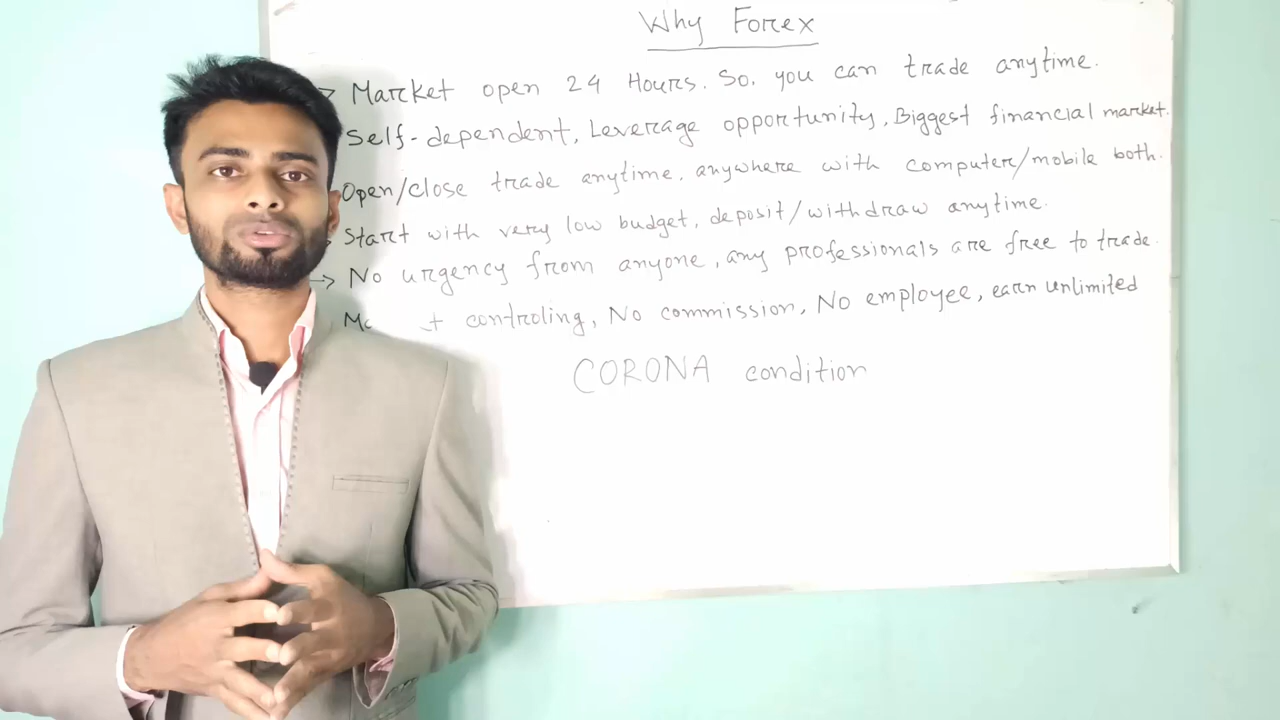 Why Forex
> Market open 24 Hours. So, you can trade anytime.
Self-dependent, Leverage opportunity, Biggest financial market.
Open/close trade anytime, anywhere with computer/mobile both.
> Start with very low budget, deposit/withdraw anytime.
→ No urgency from anyone, any professionals are free to trade.
controling, No commission, No employee, earn unlimited
CORONA condition